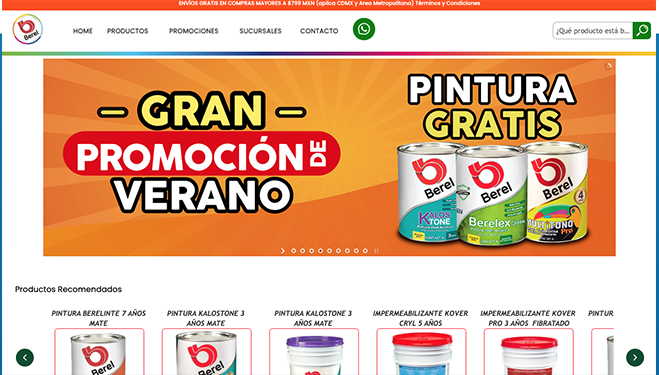 ENVÍOS GRATIS EN COMPRAS MAYORES A $799 MXN (aplica CDMX y Area Metropolitana) Términos y Condiciones
Berel
HOME PRODUCTOS PROMOCIONES SUCURSALES CONTACTO
¿Qué producto está b...
GRAN
PROMOCIÓN DE
VERANO
PINTURA
GRATIS
Berel Berel Berel
KALOS TONE
Berelex
MULTITONO Pro
4
Productos Recomendados
PINTURA BERELINTE 7 AÑOS MATE
PINTURA KALOSTONE 3 AÑOS MATE
PINTURA KALOSTONE 3 AÑOS MATE
IMPERMEABILIZANTE KOVER CRYL 5 AÑOS
IMPERMEABILIZANTE KOVER PRO 3 AÑOS FIBRATADO
PINTUR
Berel Berel